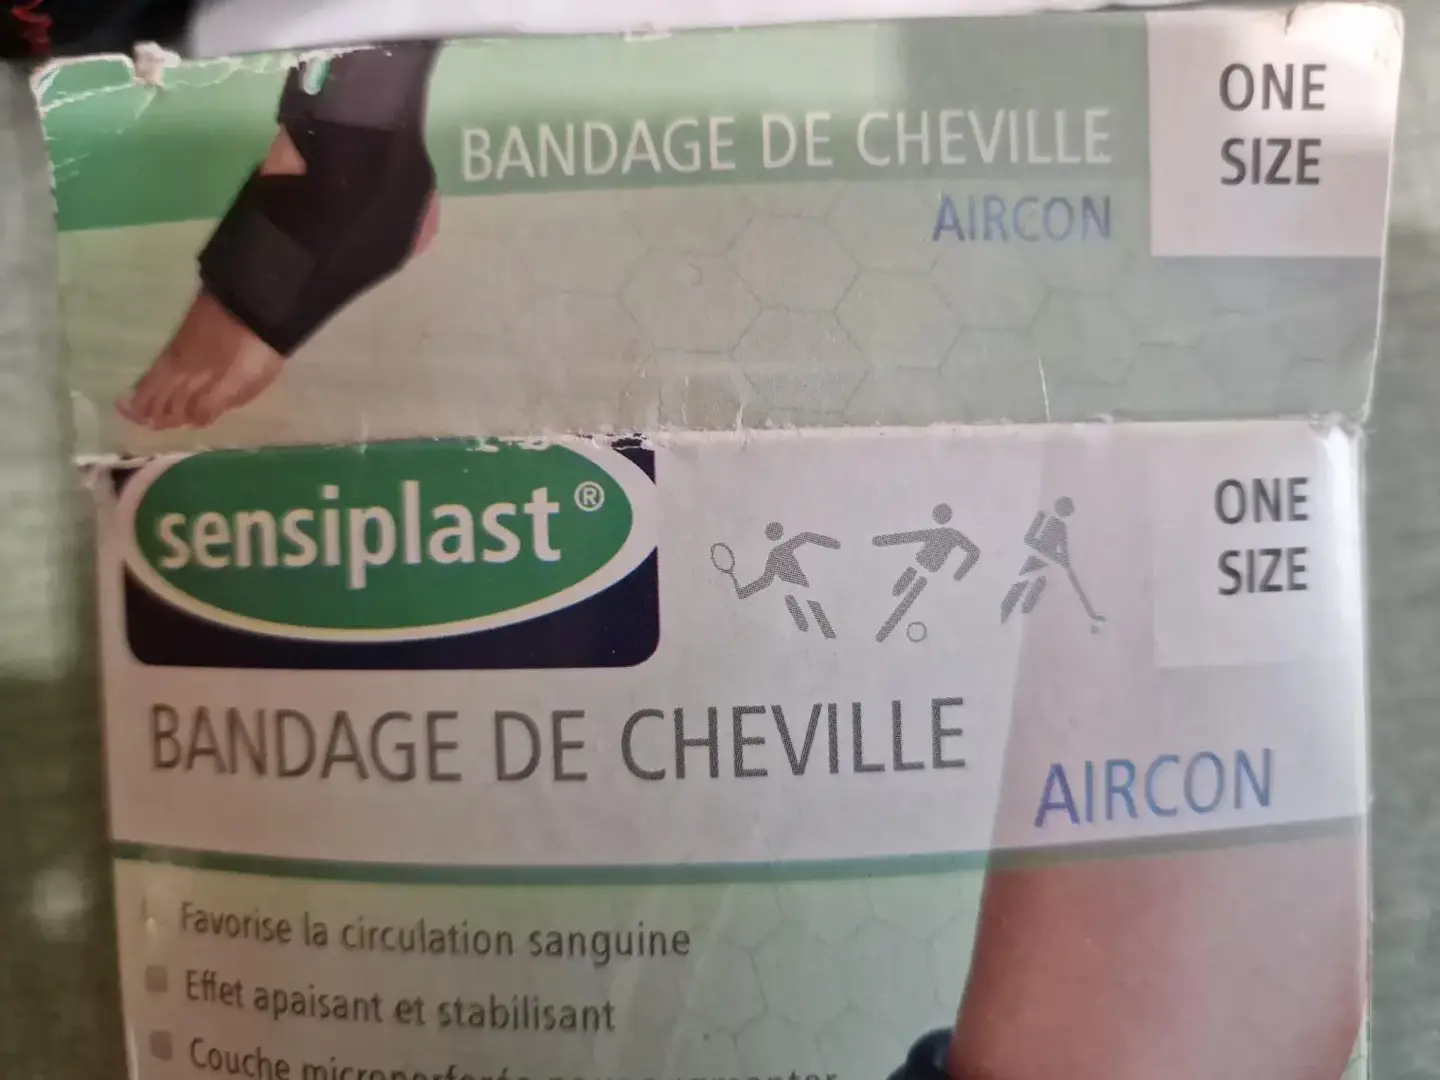 BANDAGE DE CHEVILLE
AIRCON
ONE
SIZE
sensiplast®
ONE
SIZE
BANDAGE DE CHEVILLE
AIRCON
Favorise la circulation sanguine
Effet apaisant et stabilisant
Couche